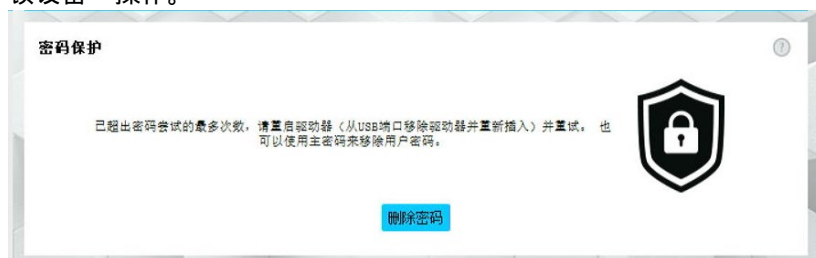 该设备”操作。
密码保护
已超出密码尝试的最多次数，请重启驱动器（从USB端口移除驱动器并重新插入）并重试。 也
可以使用主密码来移除用户密码。
删除密码